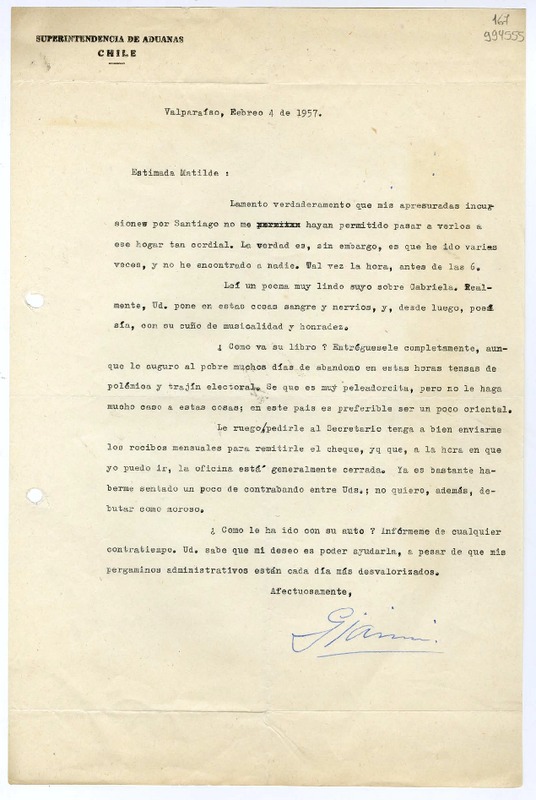 167
994555
SUPERINTENDENCIA DE ADUANAS
CHILE
Valparaíso, Febreo 4 de 1957.
Estimada Matilde :
Lamento verdaderamente que mis apresuradas incur-
siones por Santiago no me hayan permitido pasar a verlos a
ese hogar tan cordial. La verdad es, sin embargo, es que he ido varias
veces, y no he encontrado a nadie. Tal vez la hora, antes de las 6.
Leí un poema muy lindo suyo sobre Gabriela. Real-
mente, Ud. pone en estas cosas sangre y nervios, y, desde luego, poe
sía, con su cuño de musicalidad y honradez.
¿ Como va su libro ? Entréguesele completamente, aun-
que le auguro al pobre muchos días de abandono en estas horas tensas de
polémica y trajín electoral. Se que es muy peleadorcita, pero no le haga
mucho caso a estas cosas; en este pais es preferible ser un poco oriental.
Le ruego pedirle al Secretario tenga a bien enviarme
los recibos mensuales para remitirle el cheque, yq que, a la hora en que
yo puedo ir, la oficina está generalmente cerrada. Ya es bastante ha-
berme sentado un poco de contrabando entre Uds.; no quiero, además, de-
butar como moroso.
¿ Como le ha ido con su auto ? Infórmeme de cualquier
contratiempo. Ud. sabe que mi deseo es poder ayudarla, a pesar de que mis
pergaminos administrativos están cada día más desvalorizados.
Afectuosamente,
Gianni.